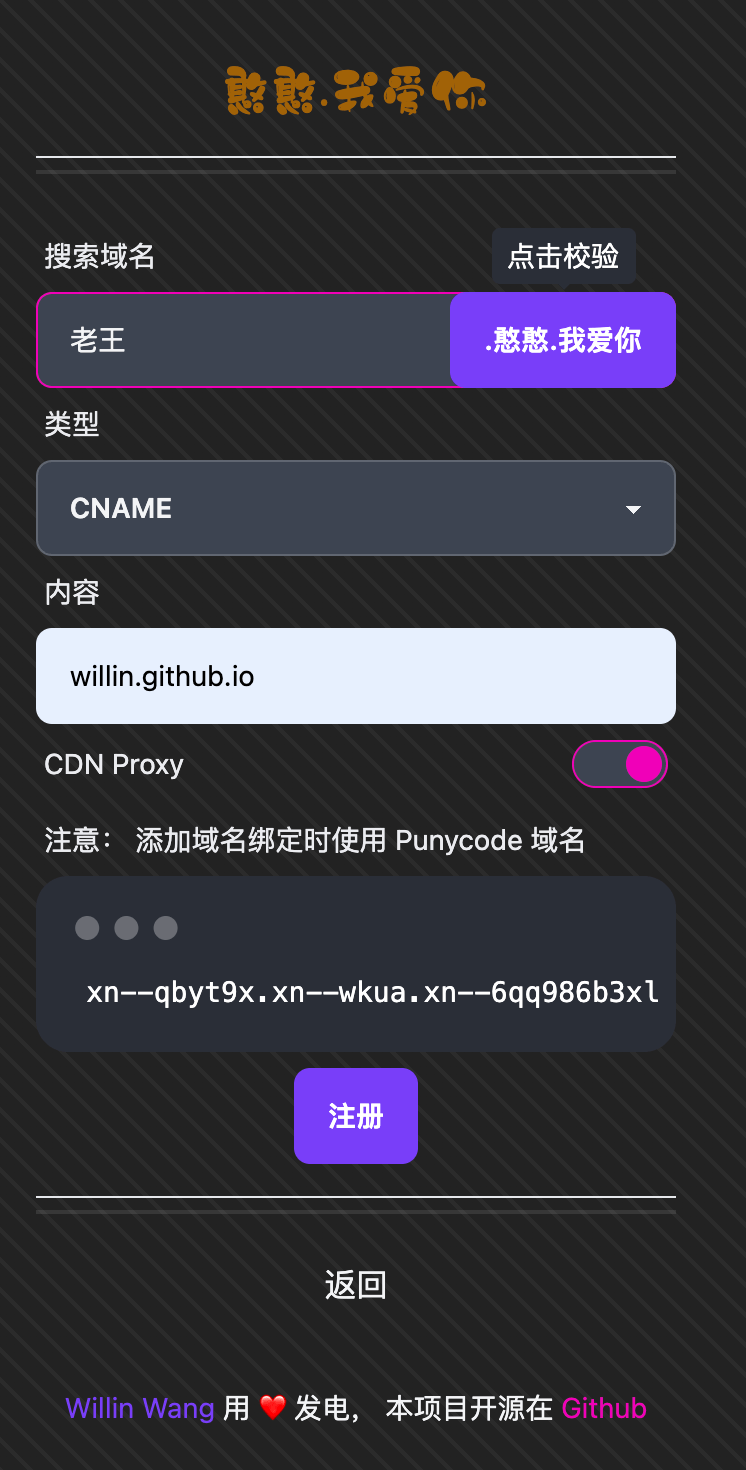 憨憨.我爱你
搜索域名
点击校验
老王
.憨憨.我爱你
类型
CNAME
内容
willin.github.io
CDN Proxy
注意： 添加域名绑定时使用 Punycode 域名
xn--qbyt9x.xn--wkua.xn--6qq986b3xl
注册
返回
Willin Wang 用 ❤️ 发电， 本项目开源在 Github